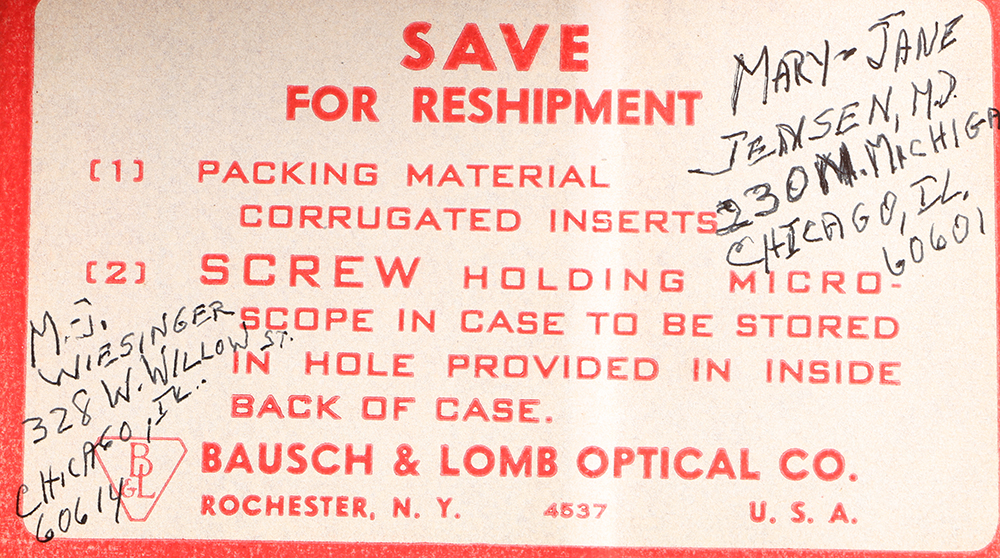 SAVE
FOR RESHIPMENT
(1) PACKING MATERIAL
CORRUGATED INSERTS
(2) SCREW HOLDING MICRO-
SCOPE IN CASE TO BE STORED
IN HOLE PROVIDED IN INSIDE
BACK OF CASE.
BAUSCH & LOMB OPTICAL CO.
ROCHESTER, N. Y. 4537 U. S. A.
B
&L
MARY-JANE
JENSEN, M.D.
230 N. MICHIGA
CHICAGO, IL.
60601
M.-J.
WIESINGER
328 W. WILLOW ST.
CHICAGO, IL..
60614